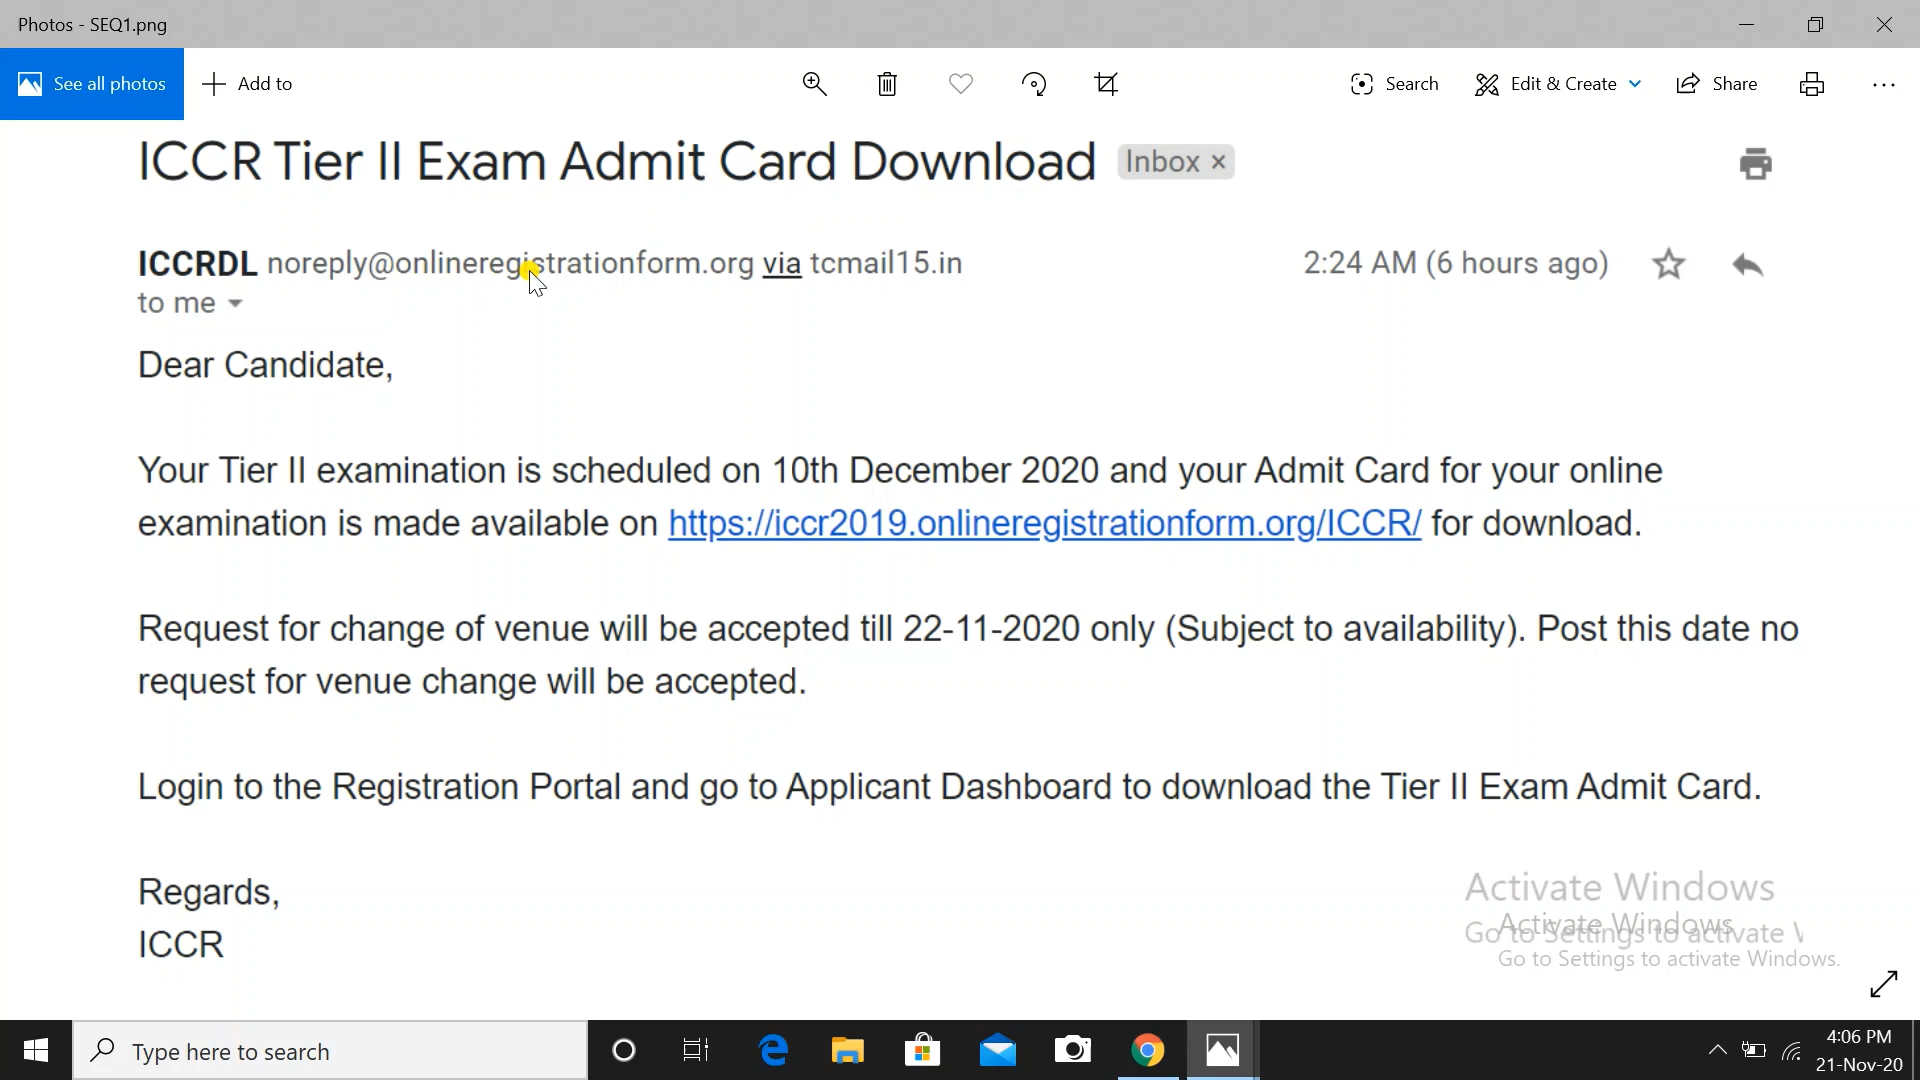 Photos - SEQ1.png
See all photos
Add to
Search
Edit & Create
Share
ICCR Tier II Exam Admit Card Download Inbox ×
ICCRDL noreply@onlineregistrationform.org via tcmail15.in 2:24 AM (6 hours ago)
to me
Dear Candidate,
Your Tier II examination is scheduled on 10th December 2020 and your Admit Card for your online
examination is made available on https://iccr2019.onlineregistrationform.org/ICCR/ for download.
Request for change of venue will be accepted till 22-11-2020 only (Subject to availability). Post this date no
request for venue change will be accepted.
Login to the Registration Portal and go to Applicant Dashboard to download the Tier II Exam Admit Card.
Regards,
ICCR
Activate Windows
Go to Settings to activate
Activate Windows
Go to Settings to activate Windows.
Type here to search
4:06 PM
21-Nov-20